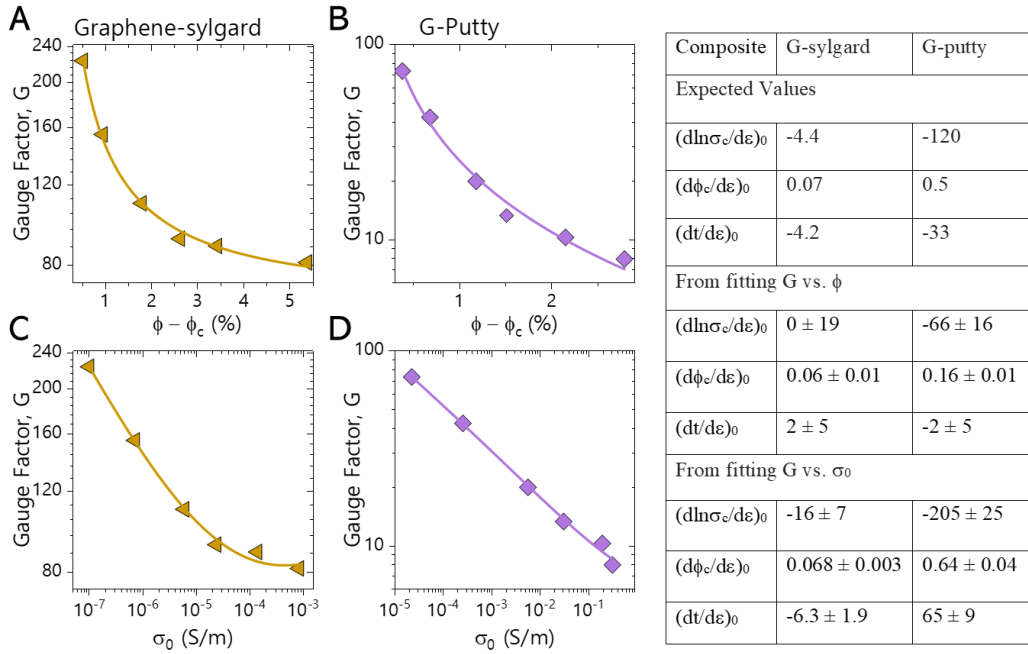 A
Graphene-sylgard
240
200
160
120
80
Gauge Factor, G
1 2 3 4 5
ϕ − ϕc (%)
B
G-Putty
100
10
Gauge Factor, G
1 2
ϕ − ϕc (%)
C
240
200
160
120
80
Gauge Factor, G
10⁻⁷ 10⁻⁶ 10⁻⁵ 10⁻⁴ 10⁻³
σ₀ (S/m)
D
100
10
Gauge Factor, G
10⁻⁵ 10⁻⁴ 10⁻³ 10⁻² 10⁻¹
σ₀ (S/m)
Composite G-sylgard G-putty
Expected Values
(dlnσc/dε)₀ -4.4 -120
(dϕc/dε)₀ 0.07 0.5
(dt/dε)₀ -4.2 -33
From fitting G vs. ϕ
(dlnσc/dε)₀ 0 ± 19 -66 ± 16
(dϕc/dε)₀ 0.06 ± 0.01 0.16 ± 0.01
(dt/dε)₀ 2 ± 5 -2 ± 5
From fitting G vs. σ₀
(dlnσc/dε)₀ -16 ± 7 -205 ± 25
(dϕc/dε)₀ 0.068 ± 0.003 0.64 ± 0.04
(dt/dε)₀ -6.3 ± 1.9 65 ± 9